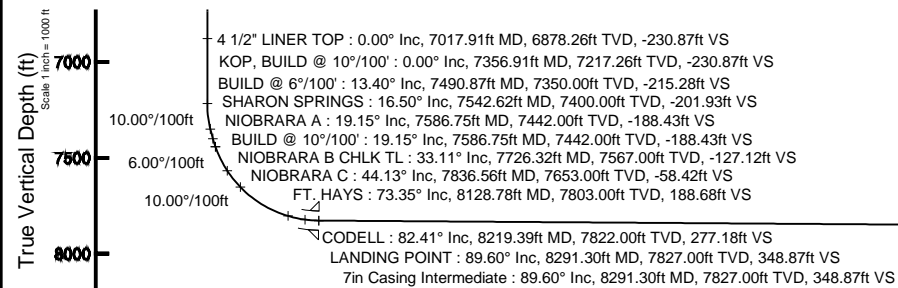 True Vertical Depth (ft)
Scale 1 inch = 1000 ft
7000
7500
8000
10.00°/100ft
6.00°/100ft
10.00°/100ft
4 1/2" LINER TOP : 0.00° Inc, 7017.91ft MD, 6878.26ft TVD, -230.87ft VS
KOP, BUILD @ 10°/100' : 0.00° Inc, 7356.91ft MD, 7217.26ft TVD, -230.87ft VS
BUILD @ 6°/100' : 13.40° Inc, 7490.87ft MD, 7350.00ft TVD, -215.28ft VS
SHARON SPRINGS : 16.50° Inc, 7542.62ft MD, 7400.00ft TVD, -201.93ft VS
NIOBRARA A : 19.15° Inc, 7586.75ft MD, 7442.00ft TVD, -188.43ft VS
BUILD @ 10°/100' : 19.15° Inc, 7586.75ft MD, 7442.00ft TVD, -188.43ft VS
NIOBRARA B CHLK TL : 33.11° Inc, 7726.32ft MD, 7567.00ft TVD, -127.12ft VS
NIOBRARA C : 44.13° Inc, 7836.56ft MD, 7653.00ft TVD, -58.42ft VS
FT. HAYS : 73.35° Inc, 8128.78ft MD, 7803.00ft TVD, 188.68ft VS
CODELL : 82.41° Inc, 8219.39ft MD, 7822.00ft TVD, 277.18ft VS
LANDING POINT : 89.60° Inc, 8291.30ft MD, 7827.00ft TVD, 348.87ft VS
7in Casing Intermediate : 89.60° Inc, 8291.30ft MD, 7827.00ft TVD, 348.87ft VS